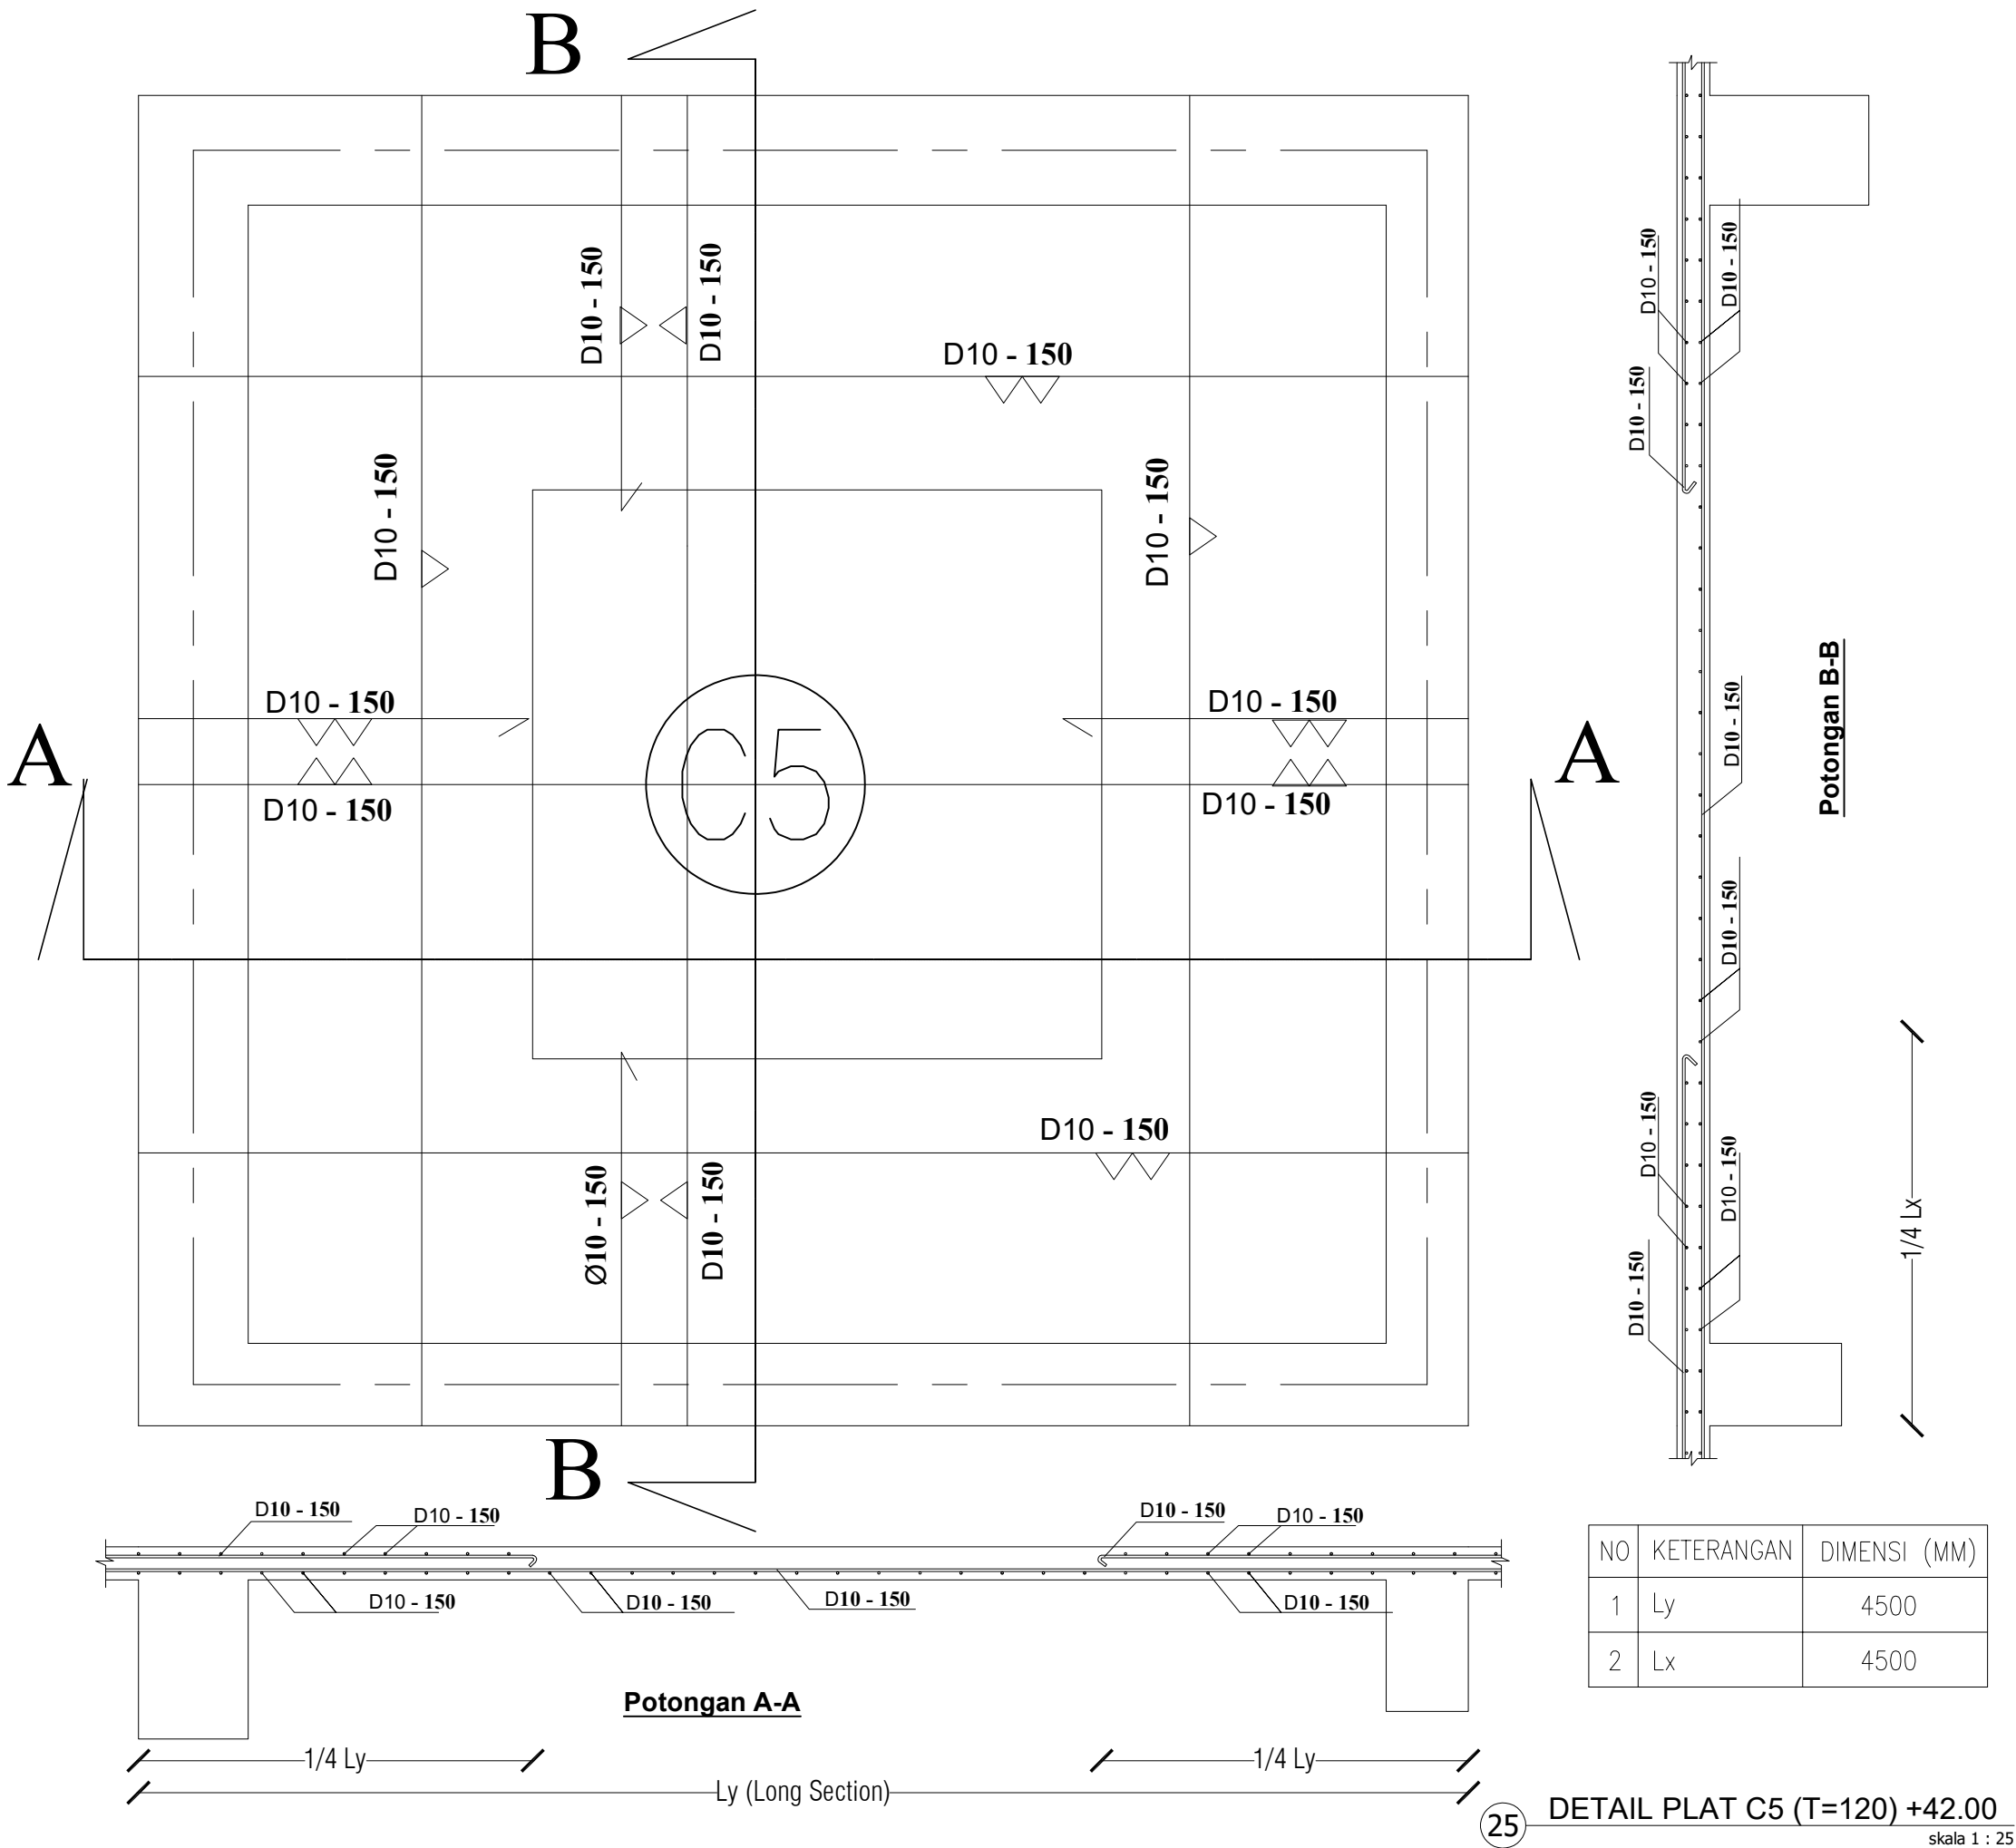 B
D10 - 150
D10 - 150
D10 - 150
D10 - 150
D10 - 150
D10 - 150
D10 - 150
D10 - 150
D10 - 150
D10 - 150
A
C5
A
D10 - 150
D10 - 150
Ø10 - 150
D10 - 150
B
D10 - 150
D10 - 150
D10 - 150
D10 - 150
D10 - 150
D10 - 150
D10 - 150
D10 - 150
Potongan B-B
1/4 Lx
D10 - 150
D10 - 150
D10 - 150
D10 - 150
D10 - 150
D10 - 150
D10 - 150
D10 - 150
Potongan A-A
1/4 Ly
1/4 Ly
Ly (Long Section)
NO KETERANGAN DIMENSI (MM)
1 Ly 4500
2 Lx 4500
25 DETAIL PLAT C5 (T=120) +42.00
skala 1 : 25